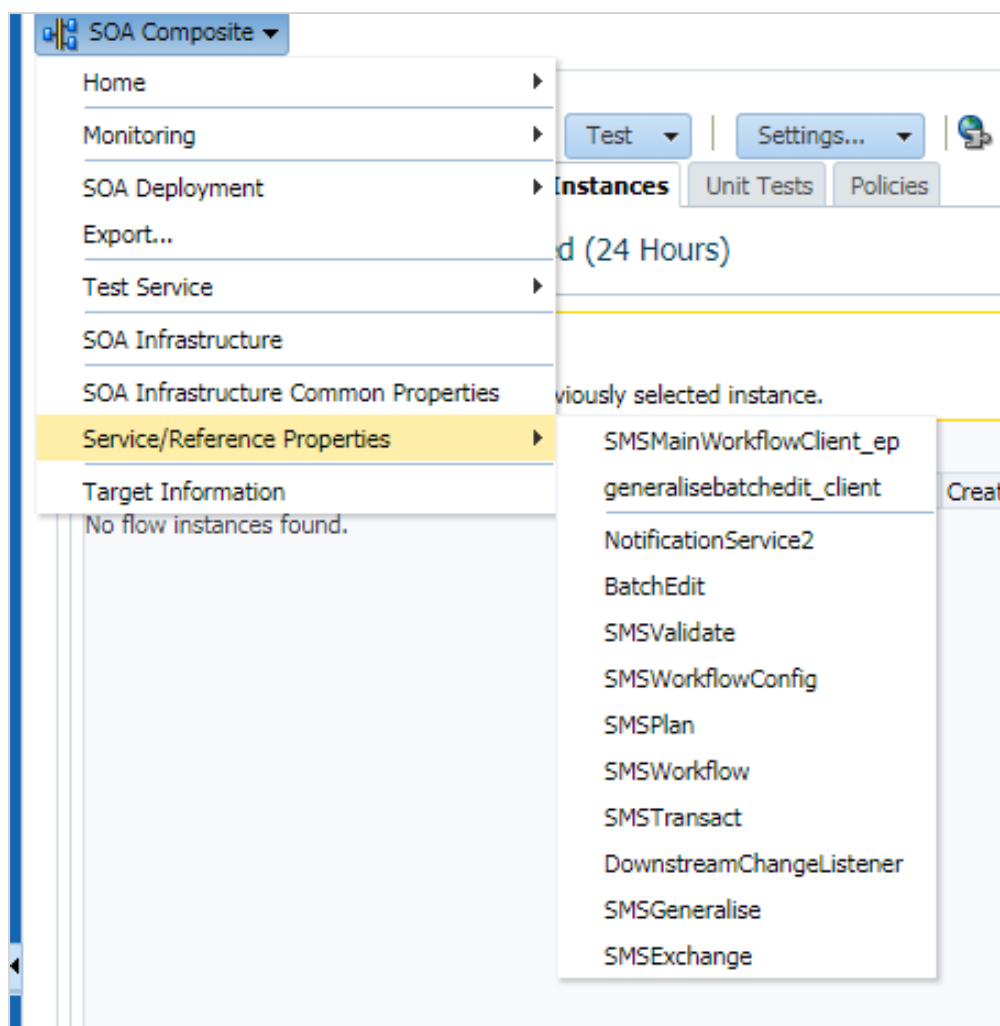 SOA Composite
Home
Monitoring
Test
Settings...
SOA Deployment
Instances
Unit Tests
Policies
Export...
d (24 Hours)
Test Service
SOA Infrastructure
SOA Infrastructure Common Properties
viously selected instance.
Service/Reference Properties
SMSMainWorkflowClient_ep
Target Information
generalisebatchedit_client
Creat
No flow instances found.
NotificationService2
BatchEdit
SMSValidate
SMSWorkflowConfig
SMSPlan
SMSWorkflow
SMSTransact
DownstreamChangeListener
SMSGeneralise
SMSExchange